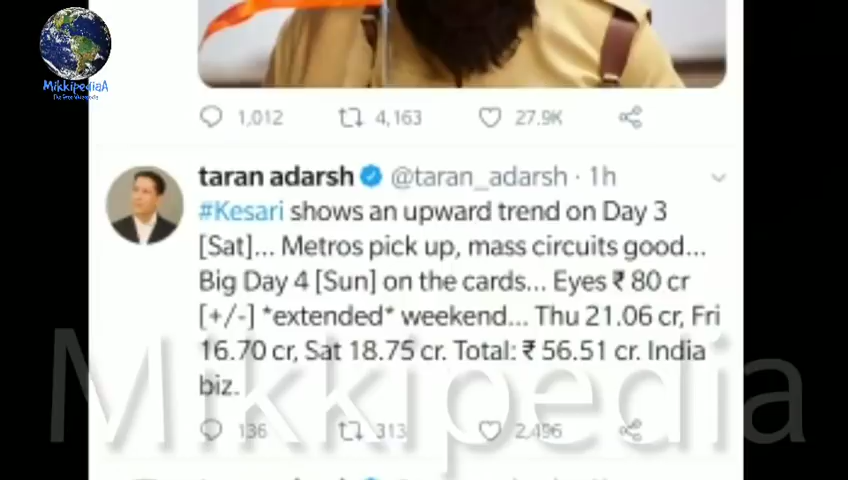 MikkipediaA
1,012 4,163 27.9K
taran adarsh @taran_adarsh · 1h
#Kesari shows an upward trend on Day 3
[Sat]... Metros pick up, mass circuits good...
Big Day 4 [Sun] on the cards... Eyes ₹ 80 cr
[+/-] *extended* weekend... Thu 21.06 cr, Fri
16.70 cr, Sat 18.75 cr. Total: ₹ 56.51 cr. India
biz.
Mikkipedia
136 313 2,496